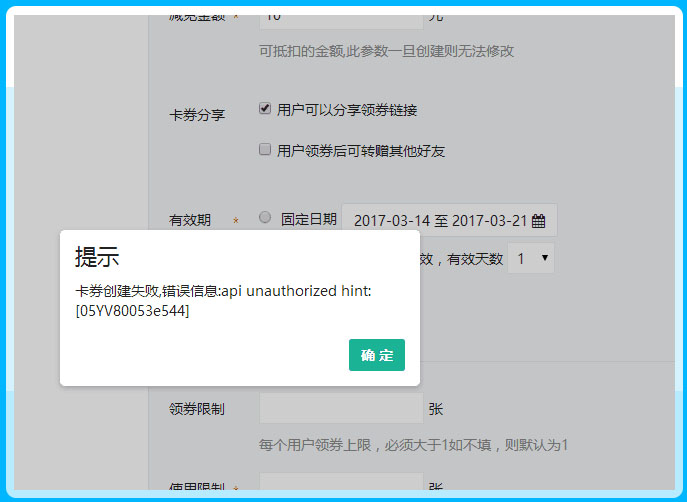 减免金额 * 10 元
可抵扣的金额,此参数一旦创建则无法修改
卡券分享 用户可以分享领券链接
用户领券后可转赠其他好友
有效期 * 固定日期 2017-03-14 至 2017-03-21
效，有效天数 1
提示
卡券创建失败,错误信息:api unauthorized hint:
[05YV80053e544]
确 定
领券限制 张
每个用户领券上限，必须大于1如不填，则默认为1
使用限制 * 张